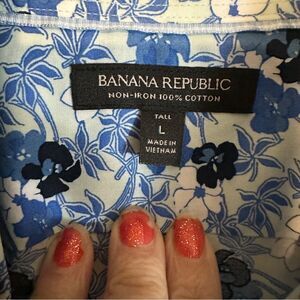 BANANA REPUBLIC
NON-IRON 100% COTTON
TALL
L
MADE IN
VIETNAM